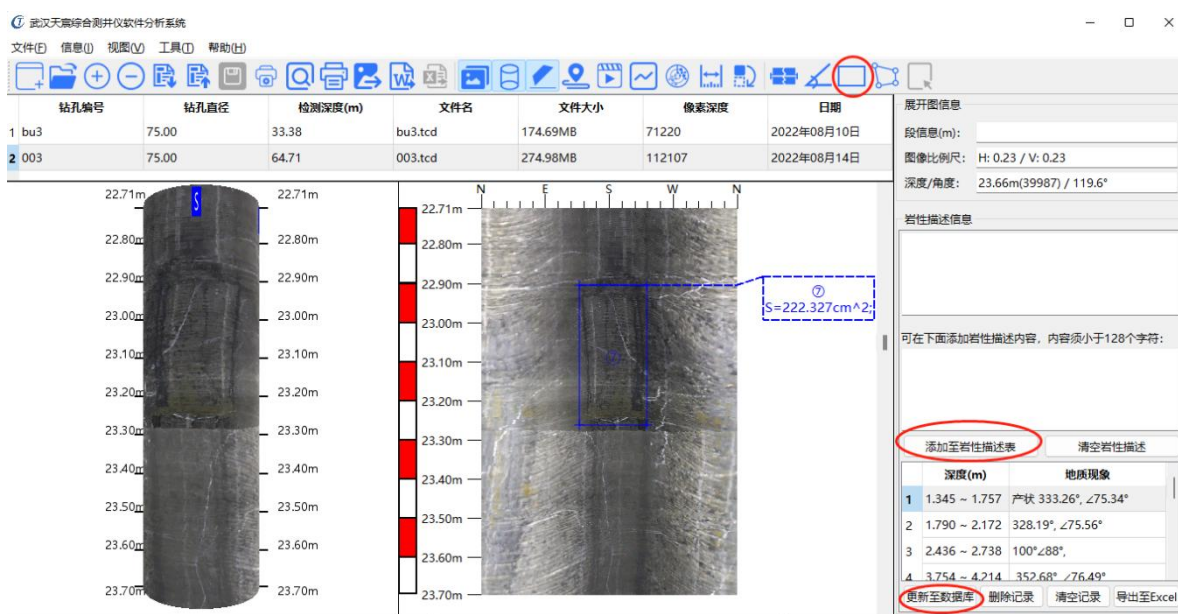 武汉天宸综合测井仪软件分析系统
文件(F) 信息(I) 视图(V) 工具(T) 帮助(H)
钻孔编号 钻孔直径 检测深度(m) 文件名 文件大小 像素深度 日期
1 bu3 75.00 33.38 bu3.tcd 174.69MB 71220 2022年08月10日
2 003 75.00 64.71 003.tcd 274.98MB 112107 2022年08月14日
展开图信息
段信息(m):
图像比例尺: H: 0.23 / V: 0.23
深度/角度: 23.66m(39987) / 119.6°
岩性描述信息
可在下面添加岩性描述内容，内容须小于128个字符:
添加至岩性描述表 清空岩性描述
深度(m) 地质现象
1 1.345 ~ 1.757 产状 333.26°, ∠75.34°
2 1.790 ~ 2.172 328.19°, ∠75.56°
3 2.436 ~ 2.738 100°∠88°,
4 3.754 ~ 4.214 352.68° ∠76.49°
更新至数据库 删除记录 清空记录 导出至Excel
S
22.71m 22.71m
22.80m 22.80m
22.90m 22.90m
23.00m 23.00m
23.10m 23.10m
23.20m 23.20m
23.30m 23.30m
23.40m 23.40m
23.50m 23.50m
23.60m 23.60m
23.70m 23.70m
N E S W N
22.71m
22.80m
22.90m
23.00m
23.10m
23.20m
23.30m
23.40m
23.50m
23.60m
23.70m
⑦
⑦
S=222.327cm^2;